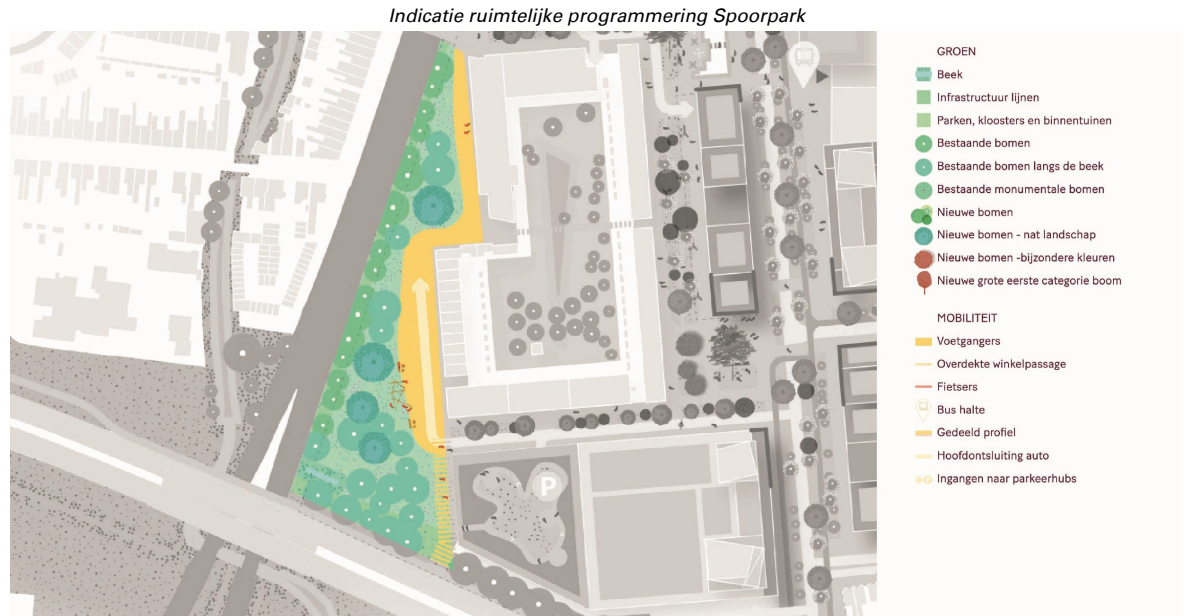 Indicatie ruimtelijke programmering Spoorpark
GROEN
Beek
Infrastructuur lijnen
Parken, kloosters en binnentuinen
Bestaande bomen
Bestaande bomen langs de beek
Bestaande monumentale bomen
Nieuwe bomen
Nieuwe bomen - nat landschap
Nieuwe bomen -bijzondere kleuren
Nieuwe grote eerste categorie boom
MOBILITEIT
Voetgangers
Overdekte winkelpassage
Fietsers
Bus halte
Gedeeld profiel
Hoofdontsluiting auto
Ingangen naar parkeerhubs
P